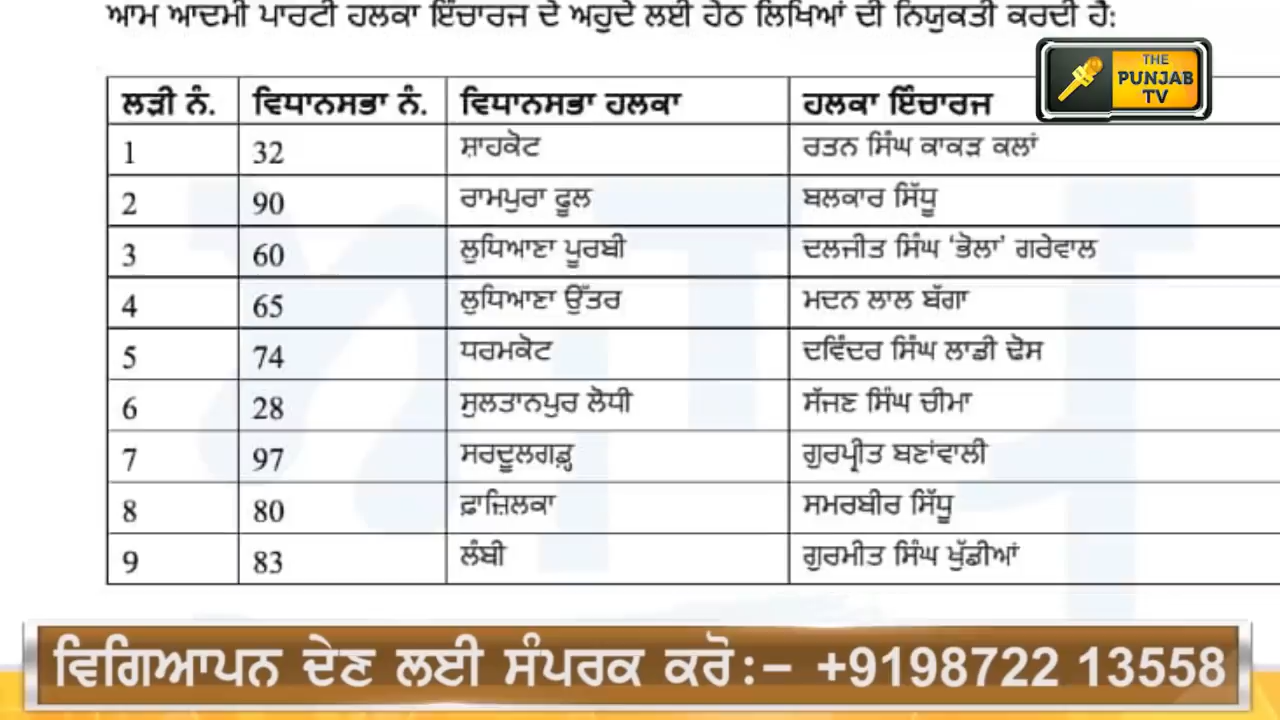 ਆਮ ਆਦਮੀ ਪਾਰਟੀ ਹਲਕਾ ਇੰਚਾਰਜ ਦੇ ਅਹੁਦੇ ਲਈ ਹੇਠ ਲਿਖਿਆਂ ਦੀ ਨਿਯੁਕਤੀ ਕਰਦੀ ਹੈ:
THE
PUNJAB
TV
ਲੜੀ ਨੰ. ਵਿਧਾਨਸਭਾ ਨੰ. ਵਿਧਾਨਸਭਾ ਹਲਕਾ ਹਲਕਾ ਇੰਚਾਰਜ
1 32 ਸ਼ਾਹਕੋਟ ਰਤਨ ਸਿੰਘ ਕਾਕੜ ਕਲਾਂ
2 90 ਰਾਮਪੁਰਾ ਫੂਲ ਬਲਕਾਰ ਸਿੱਧੂ
3 60 ਲੁਧਿਆਣਾ ਪੂਰਬੀ ਦਲਜੀਤ ਸਿੰਘ 'ਭੋਲਾ' ਗਰੇਵਾਲ
4 65 ਲੁਧਿਆਣਾ ਉੱਤਰ ਮਦਨ ਲਾਲ ਬੱਗਾ
5 74 ਧਰਮਕੋਟ ਦਵਿੰਦਰ ਸਿੰਘ ਲਾਡੀ ਢੋਸ
6 28 ਸੁਲਤਾਨਪੁਰ ਲੋਧੀ ਸੱਜਣ ਸਿੰਘ ਚੀਮਾ
7 97 ਸਰਦੂਲਗੜ੍ਹ ਗੁਰਪ੍ਰੀਤ ਬਣਾਂਵਾਲੀ
8 80 ਫ਼ਾਜ਼ਿਲਕਾ ਸਮਰਬੀਰ ਸਿੱਧੂ
9 83 ਲੰਬੀ ਗੁਰਮੀਤ ਸਿੰਘ ਖੁੱਡੀਆਂ
ਵਿਗਿਆਪਨ ਦੇਣ ਲਈ ਸੰਪਰਕ ਕਰੋ:– +9198722 13558